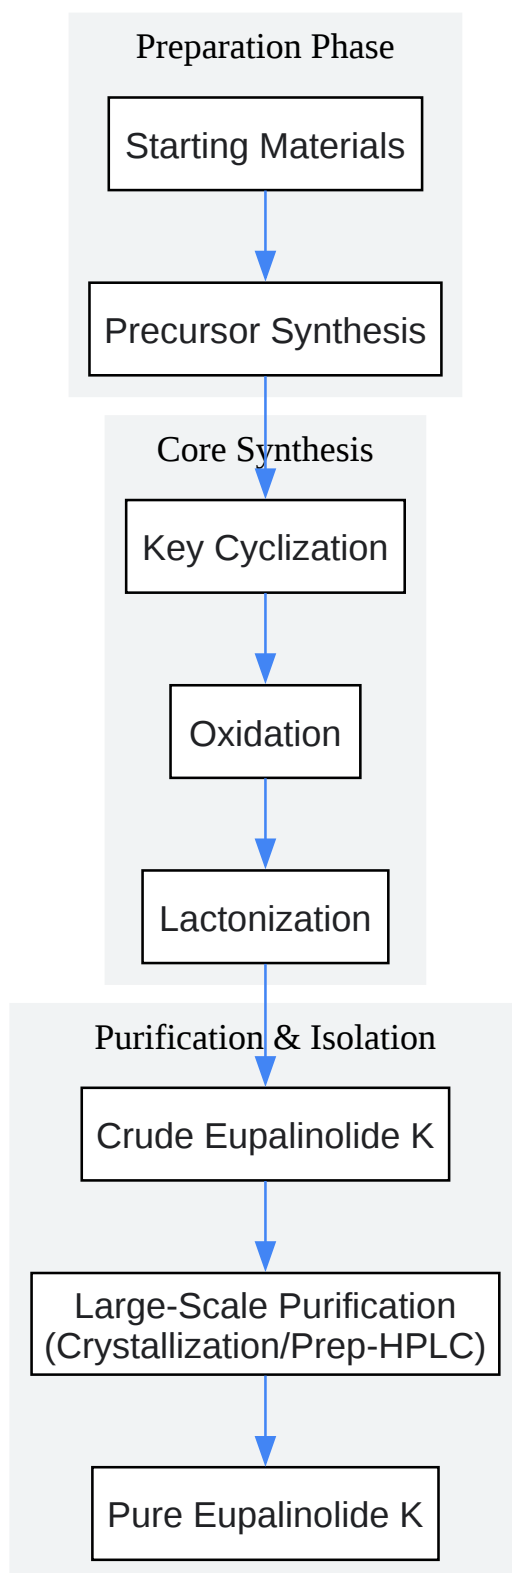 Preparation Phase
Starting Materials
Precursor Synthesis
Core Synthesis
Key Cyclization
Oxidation
Lactonization
Purification & Isolation
Crude Eupalinolide K
Large-Scale Purification
(Crystallization/Prep-HPLC)
Pure Eupalinolide K